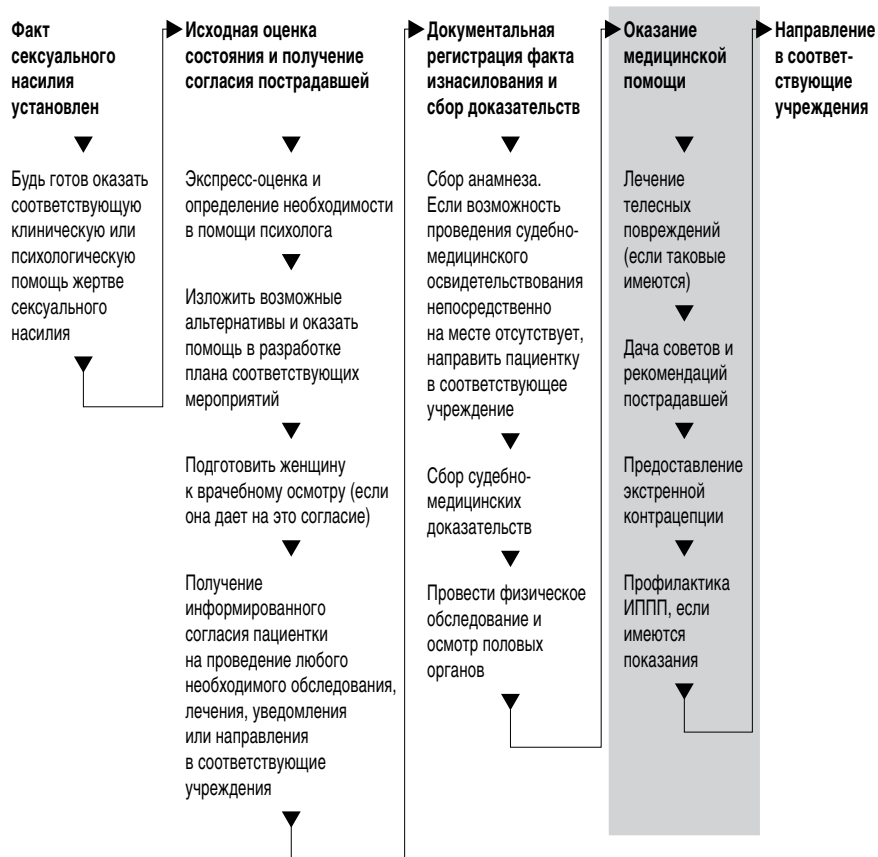 Факт
сексуального
насилия
установлен
Будь готов оказать
соответствующую
клиническую или
психологическую
помощь жертве
сексуального
насилия
Исходная оценка
состояния и получение
согласия пострадавшей
Экспресс-оценка и
определение необходимости
в помощи психолога
Изложить возможные
альтернативы и оказать
помощь в разработке
плана соответствующих
мероприятий
Подготовить женщину
к врачебному осмотру (если
она дает на это согласие)
Получение
информированного
согласия пациентки
на проведение любого
необходимого обследования,
лечения, уведомления
или направления
в соответствующие
учреждения
Документальная
регистрация факта
изнасилования и
сбор доказательств
Сбор анамнеза.
Если возможность
проведения судебно-
медицинского
освидетельствования
непосредственно
на месте отсутствует,
направить пациентку
в соответствующее
учреждение
Сбор судебно-
медицинских
доказательств
Провести физическое
обследование и
осмотр половых
органов
Оказание
медицинской
помощи
Лечение
телесных
повреждений
(если таковые
имеются)
Дача советов и
рекомендаций
пострадавшей
Предоставление
экстренной
контрацепции
Профилактика
ИППП, если
имеются
показания
Направление
в соответ-
ствующие
учреждения